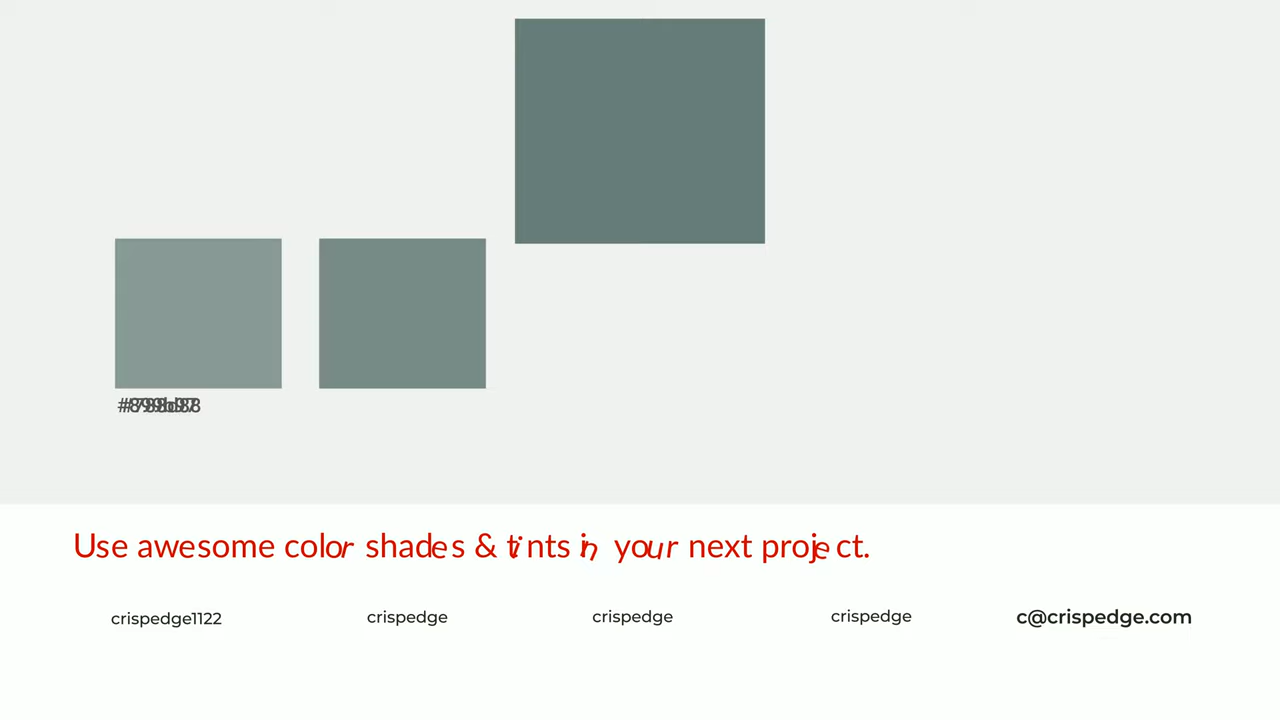 Use awesome color shades & tints in your next project.
crispedge1122 crispedge crispedge crispedge c@crispedge.com